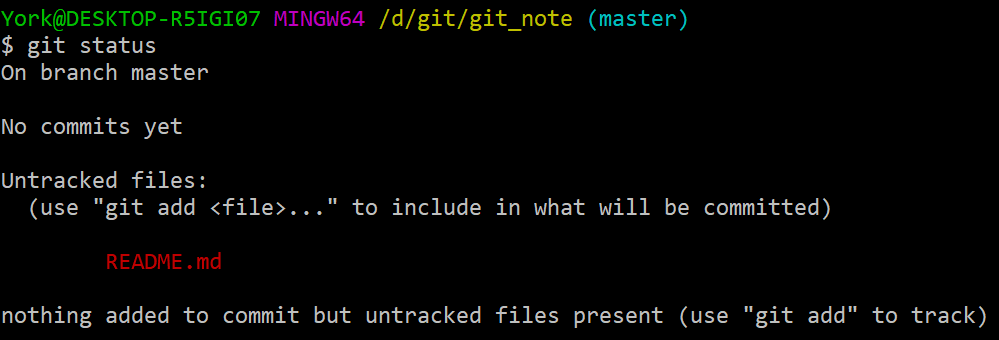 York@DESKTOP-R5IGI07 MINGW64 /d/git/git_note (master)
$ git status
On branch master
No commits yet
Untracked files:
  (use "git add <file>..." to include in what will be committed)
        README.md
nothing added to commit but untracked files present (use "git add" to track)